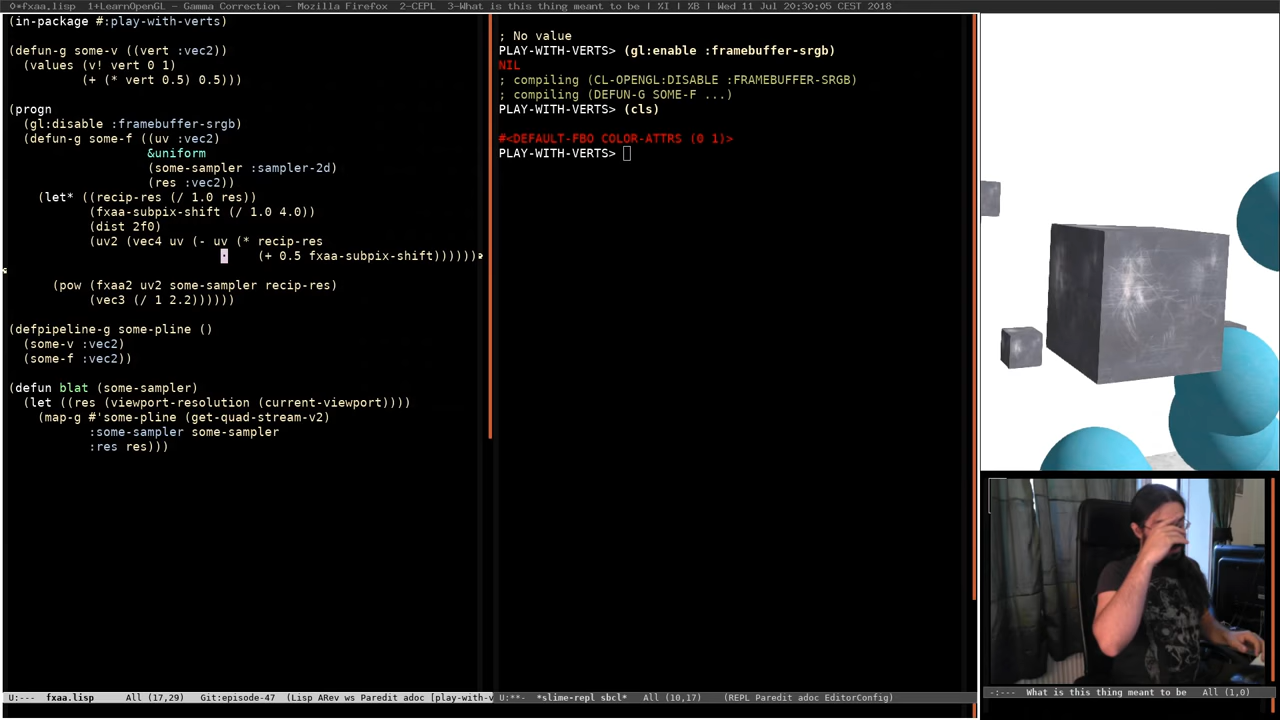 0*fxaa.lisp  1+LearnOpenGL – Gamma Correction – Mozilla Firefox  2-CEPL  3-What is this thing meant to be | %I | %B | Wed 11 Jul 20:30:05 CEST 2018
(in-package #:play-with-verts)
(defun-g some-v ((vert :vec2))
(values (v! vert 0 1)
(+ (* vert 0.5) 0.5)))
(progn
(gl:disable :framebuffer-srgb)
(defun-g some-f ((uv :vec2)
&uniform
(some-sampler :sampler-2d)
(res :vec2))
(let* ((recip-res (/ 1.0 res))
(fxaa-subpix-shift (/ 1.0 4.0))
(dist 2f0)
(uv2 (vec4 uv (- uv (* recip-res
(+ 0.5 fxaa-subpix-shift))))))
(pow (fxaa2 uv2 some-sampler recip-res)
(vec3 (/ 1 2.2))))))
(defpipeline-g some-pline ()
(some-v :vec2)
(some-f :vec2))
(defun blat (some-sampler)
(let ((res (viewport-resolution (current-viewport))))
(map-g #'some-pline (get-quad-stream-v2)
:some-sampler some-sampler
:res res)))
U:---  fxaa.lisp  All (17,29)  Git:episode-47  (Lisp ARev ws Paredit adoc [play-with-v
; No value
PLAY-WITH-VERTS> (gl:enable :framebuffer-srgb)
NIL
; compiling (CL-OPENGL:DISABLE :FRAMEBUFFER-SRGB)
; compiling (DEFUN-G SOME-F ...)
PLAY-WITH-VERTS> (cls)
#<DEFAULT-FBO COLOR-ATTRS (0 1)>
PLAY-WITH-VERTS>
U:**-  *slime-repl sbcl*  All (10,17)  (REPL Paredit adoc EditorConfig)
-:---  What is this thing meant to be  All (1,0)